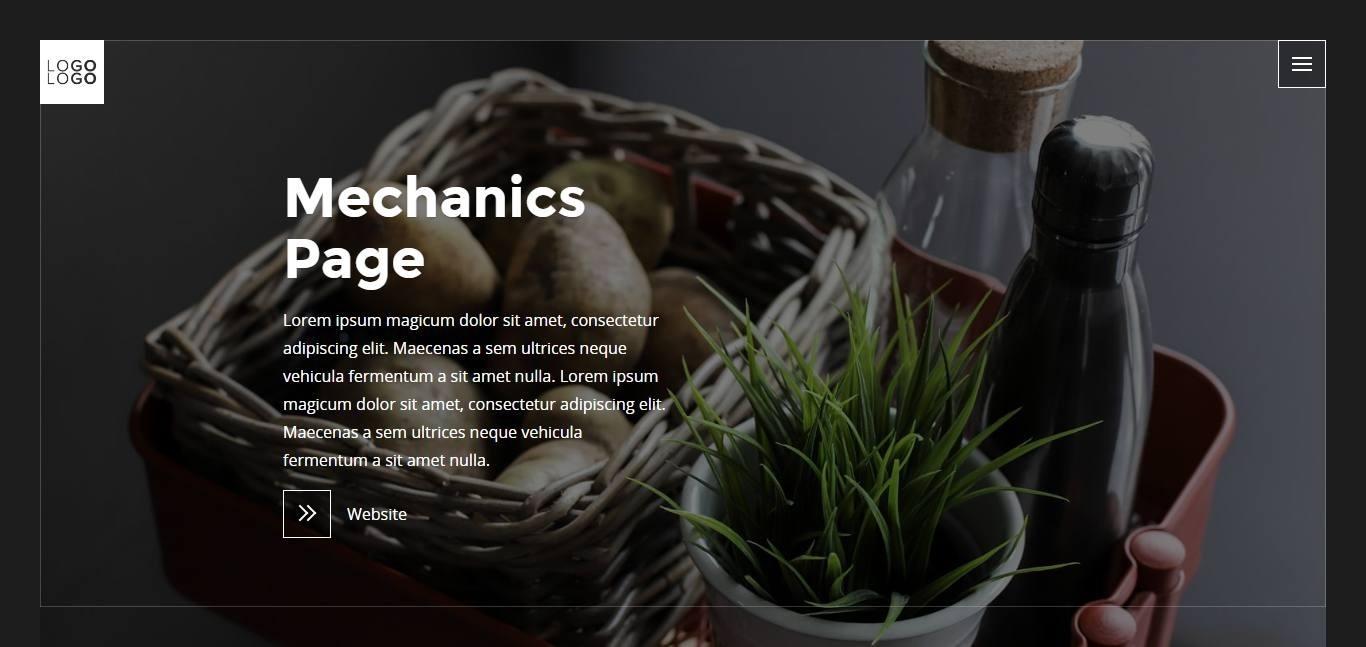 LOGO
LOGO
Mechanics
Page
Lorem ipsum magicum dolor sit amet, consectetur
adipiscing elit. Maecenas a sem ultrices neque
vehicula fermentum a sit amet nulla. Lorem ipsum
magicum dolor sit amet, consectetur adipiscing elit.
Maecenas a sem ultrices neque vehicula
fermentum a sit amet nulla.
Website